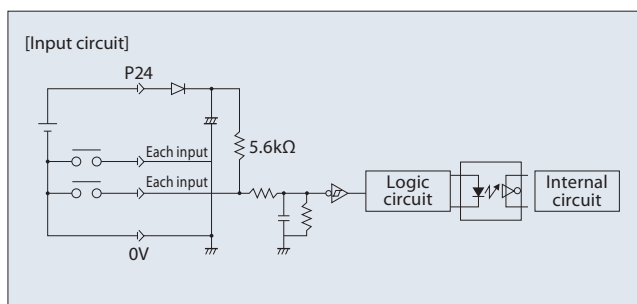 [Input circuit]
P24
5.6kΩ
Each input
Each input
Logic
circuit
Internal
circuit
0V